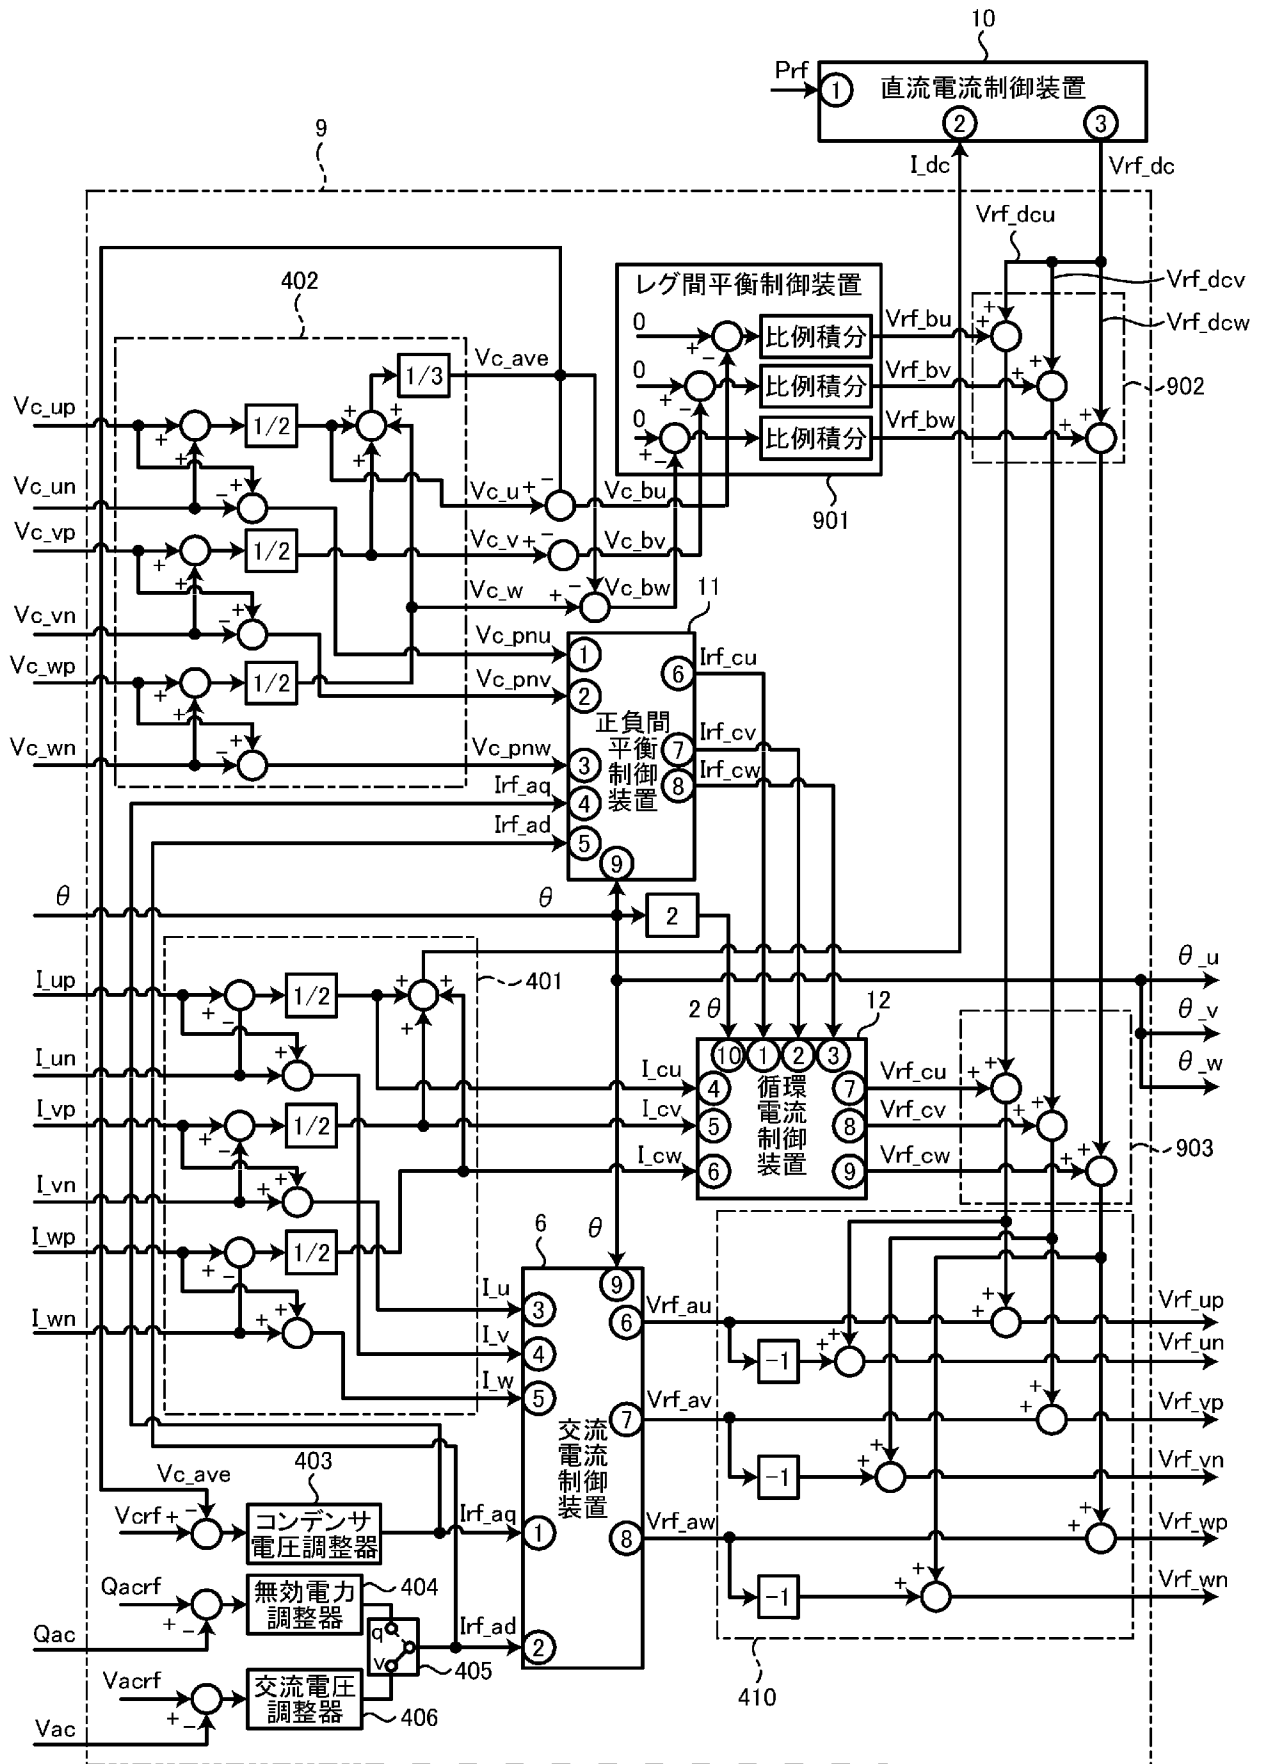 10
Prf
① 直流電流制御装置
② ③
I_dc Vrf_dc
9
Vrf_dcu
Vrf_dcv
Vrf_dcw
402
レグ間平衡制御装置
0 + − 比例積分 Vrf_bu + +
0 + − 比例積分 Vrf_bv + +
0 + − 比例積分 Vrf_bw + +
902
901
1/3 Vc_ave
Vc_up + + 1/2 + + +
Vc_un − +
Vc_u + − Vc_bu
Vc_vp + + 1/2 Vc_v + − Vc_bv
Vc_vn − +
Vc_w + − Vc_bw
Vc_wp + + 1/2
Vc_wn − +
Vc_pnu
Vc_pnv
Vc_pnw
Irf_aq
Irf_ad
11
①
②
③
④
⑤
正負間
平衡
制御
装置
⑥
⑦
⑧
⑨
Irf_cu
Irf_cv
Irf_cw
θ θ 2
2θ
θ_u
θ_v
θ_w
401
I_up + − 1/2 + + +
I_un + +
I_vp + − 1/2
I_vn + +
I_wp + − 1/2
I_wn + +
I_cu
I_cv
I_cw
12
⑩ ① ② ③
④
⑤
⑥
循環
電流
制御
装置
⑦
⑧
⑨
Vrf_cu + +
Vrf_cv + +
Vrf_cw + +
903
θ
6
I_u
I_v
I_w
⑨
③
④
⑤
交流
電流
制御
装置
①
②
⑥
⑦
⑧
Vrf_au + + Vrf_up
-1 + + Vrf_un
Vrf_av + + Vrf_vp
-1 + + Vrf_vn
Vrf_aw + + Vrf_wp
-1 + + Vrf_wn
410
Vc_ave
403
Vcrf + −
コンデンサ
電圧調整器
Irf_aq
Qacrf + −
Qac
無効電力
調整器
404
q
v
405
Irf_ad
Vacrf + −
Vac
交流電圧
調整器
406